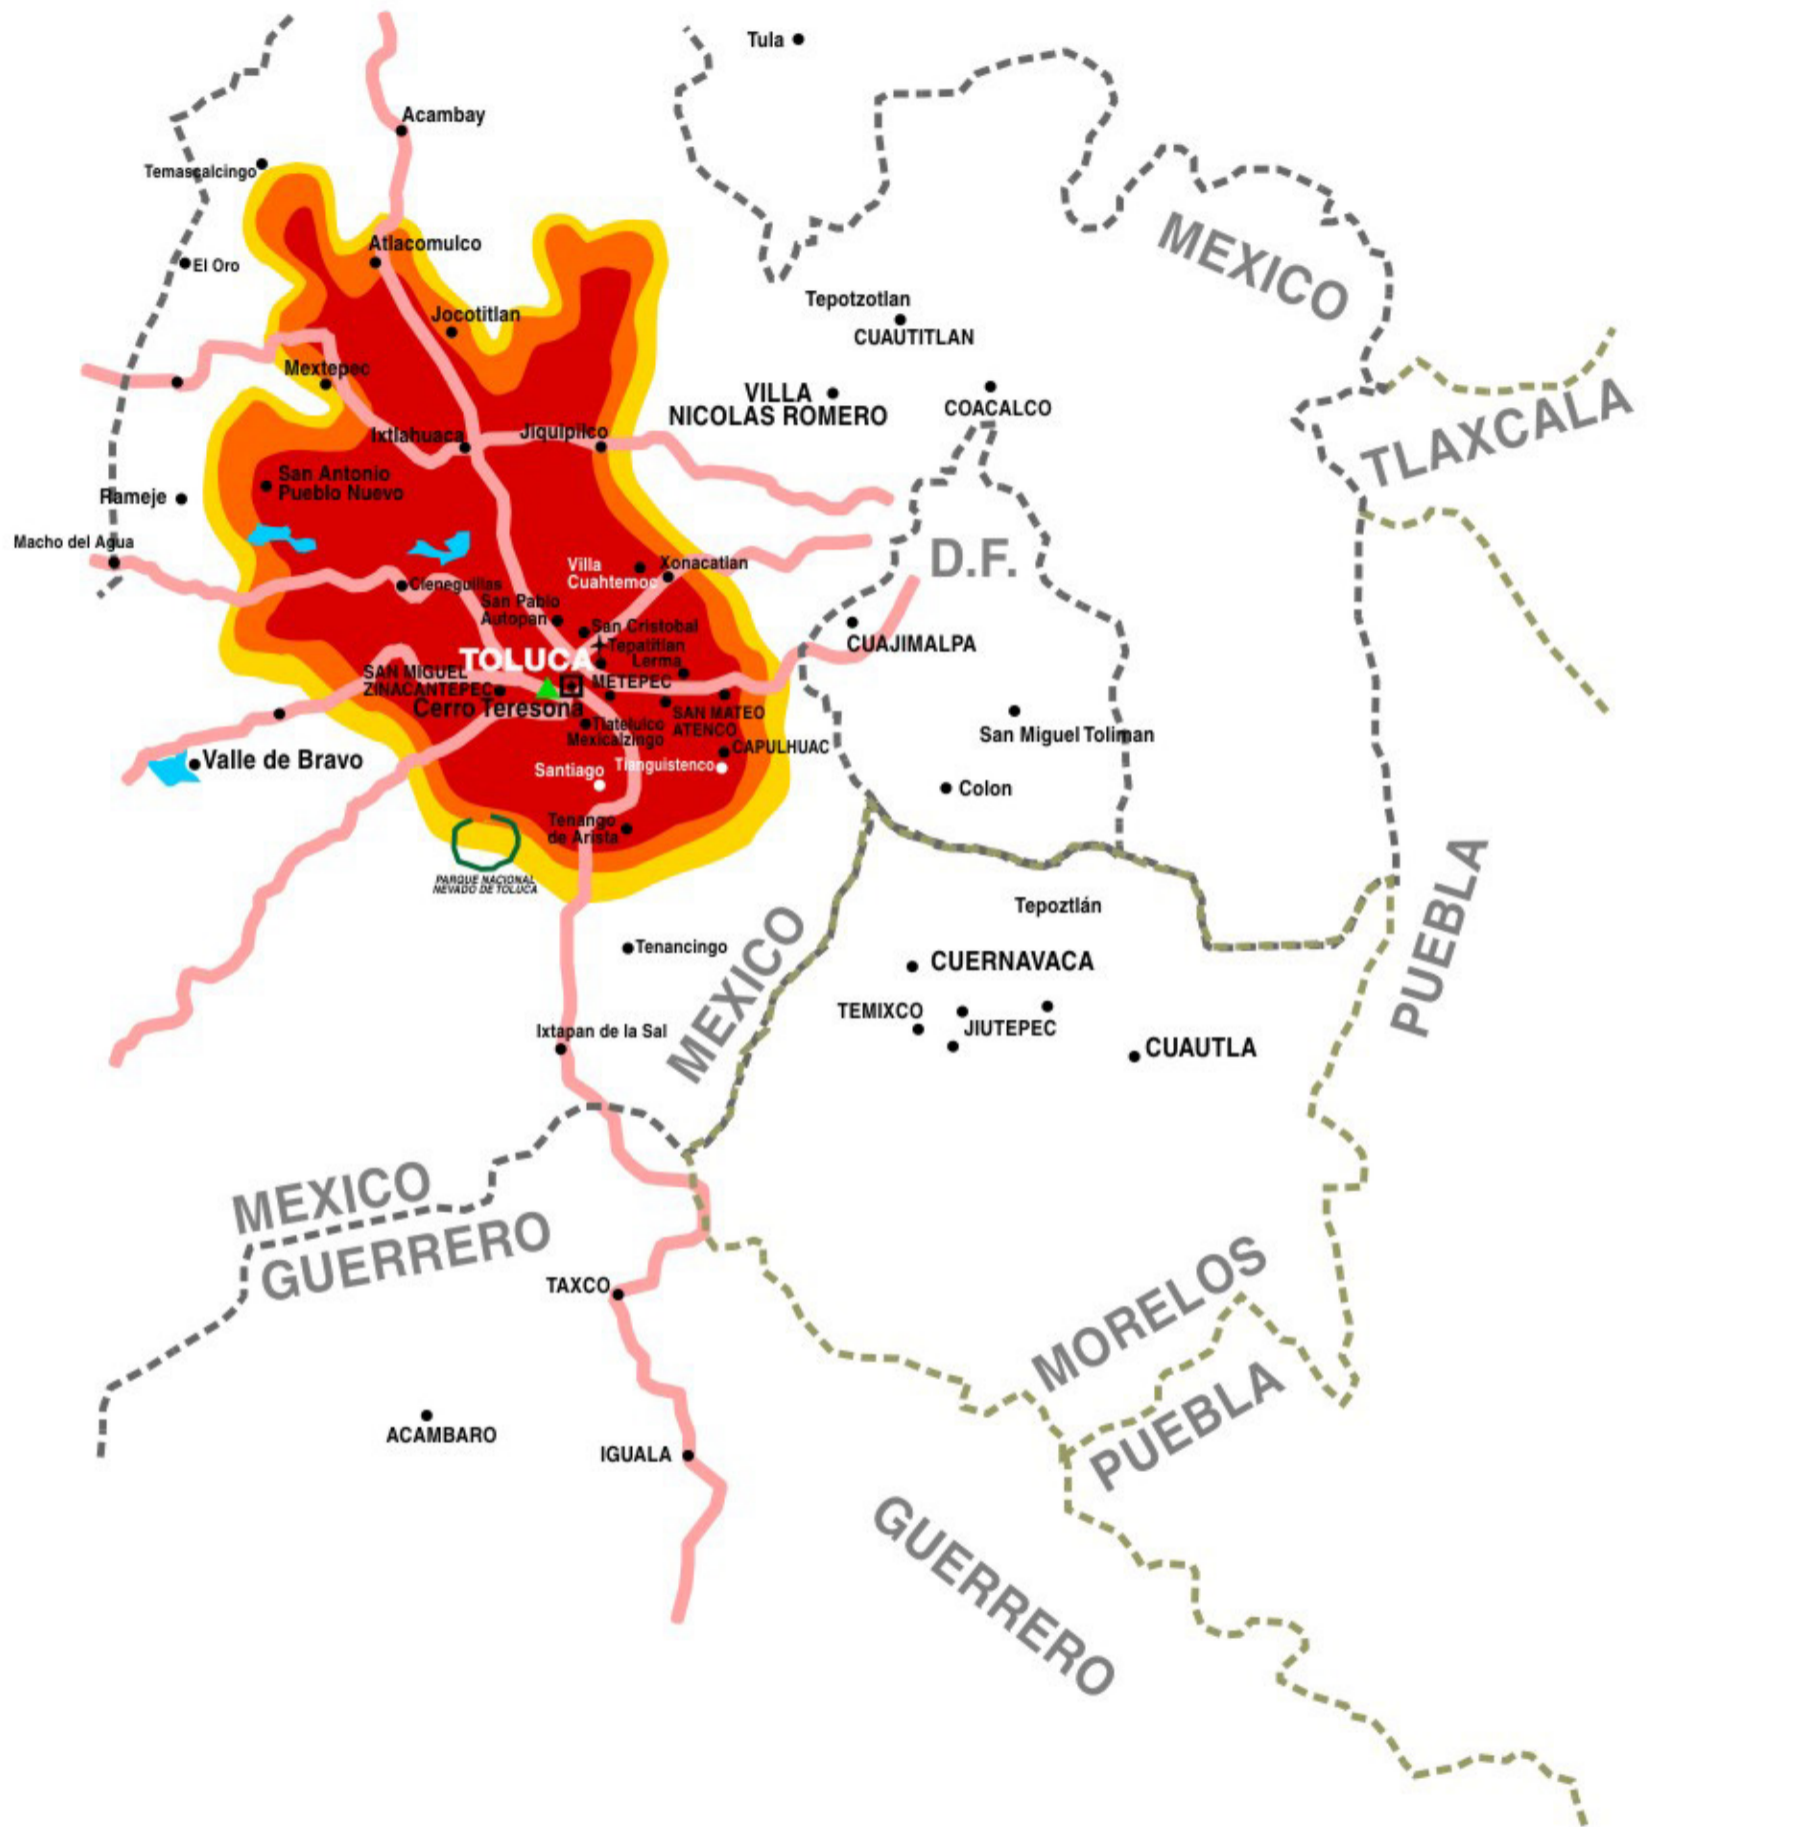 Tula
Acambay
Temascalcingo
Atlacomulco
El Oro
MEXICO
Tepotzotlan
Jocotitlan
CUAUTITLAN
Mextepec
VILLA
NICOLAS ROMERO
COACALCO
TLAXCALA
Ixtlahuaca
Jiquipilco
San Antonio
Pueblo Nuevo
Rameje
Macho del Agua
D.F.
Villa
Cuahtemoc
Xonacatlan
Cieneguillas
San Pablo
Autopan
San Cristobal
Tepatitlan
CUAJIMALPA
TOLUCA
Lerma
SAN MIGUEL
ZINACANTEPEC
METEPEC
Cerro Teresona
SAN MATEO
ATENCO
Tlatelulco
Mexicalzingo
San Miguel Toliman
CAPULHUAC
Valle de Bravo
Santiago
Tianguistenco
Colon
Tenango
de Arista
PARQUE NACIONAL
NEVADO DE TOLUCA
PUEBLA
Tepoztlán
MEXICO
Tenancingo
CUERNAVACA
TEMIXCO
JIUTEPEC
Ixtapan de la Sal
CUAUTLA
MEXICO
GUERRERO
TAXCO
MORELOS
PUEBLA
ACAMBARO
IGUALA
GUERRERO